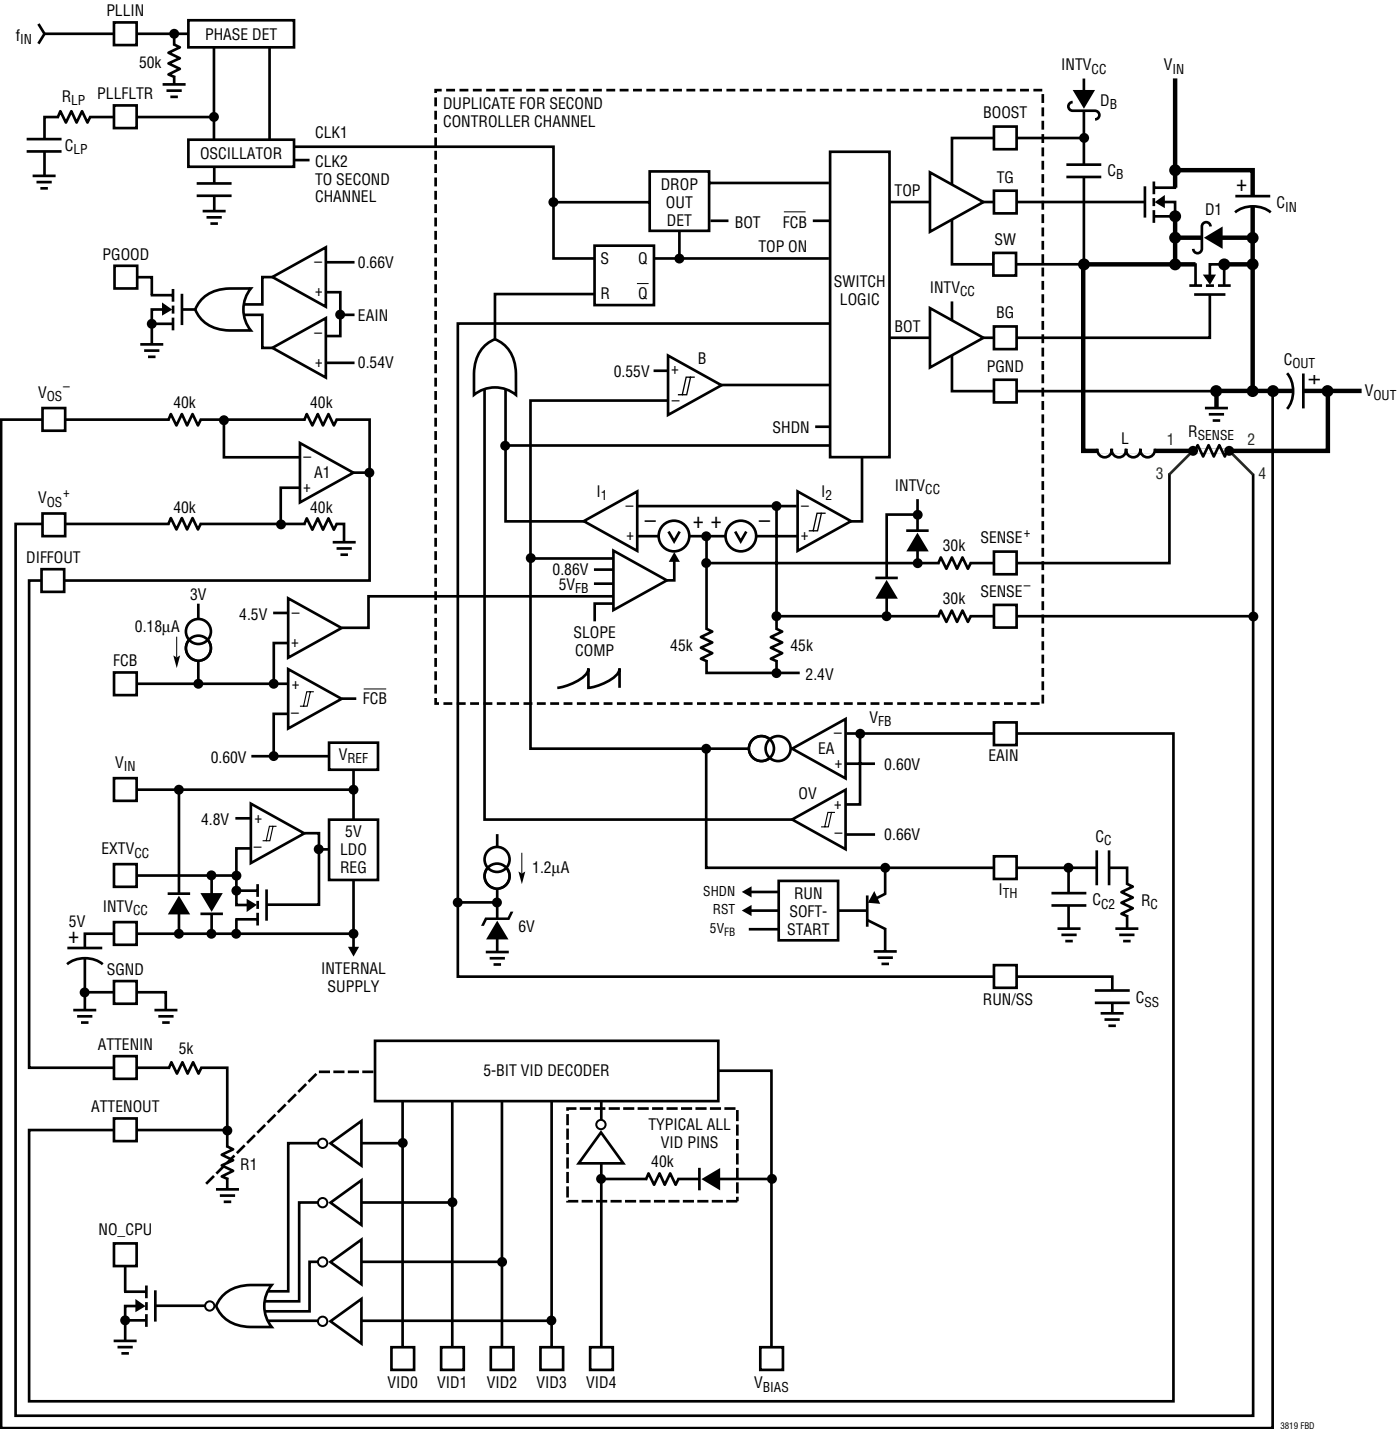 PLLIN
fIN
PHASE DET
50k
RLP
PLLFLTR
CLP
OSCILLATOR
CLK1
CLK2
TO SECOND
CHANNEL
DUPLICATE FOR SECOND
CONTROLLER CHANNEL
DROP
OUT
DET
BOT
FCB
TOP ON
S
Q
R
Q
SWITCH
LOGIC
TOP
BOT
INTVCC
BOOST
TG
SW
BG
PGND
INTVCC
DB
CB
VIN
+
CIN
D1
COUT
+
VOUT
L
1
RSENSE
2
3
4
PGOOD
−
0.66V
+
EAIN
−
+
0.54V
B
0.55V
+
−
SHDN
VOS−
40k
40k
−
A1
+
VOS+
40k
40k
DIFFOUT
I1
−
+
−
V
+
+
V
−
I2
−
+
INTVCC
30k
SENSE+
30k
SENSE−
0.86V
5VFB
SLOPE
COMP
45k
45k
2.4V
3V
0.18µA
4.5V
−
+
FCB
+
−
FCB
0.60V
VREF
VIN
4.8V
+
−
5V
LDO
REG
EXTVCC
INTVCC
5V
+
SGND
INTERNAL
SUPPLY
VFB
−
EA
+
0.60V
EAIN
OV
+
−
0.66V
1.2µA
6V
SHDN
RST
5VFB
RUN
SOFT-
START
ITH
CC
CC2
RC
RUN/SS
CSS
ATTENIN
5k
ATTENOUT
R1
5-BIT VID DECODER
TYPICAL ALL
VID PINS
40k
NO_CPU
VID0
VID1
VID2
VID3
VID4
VBIAS
3819 FBD